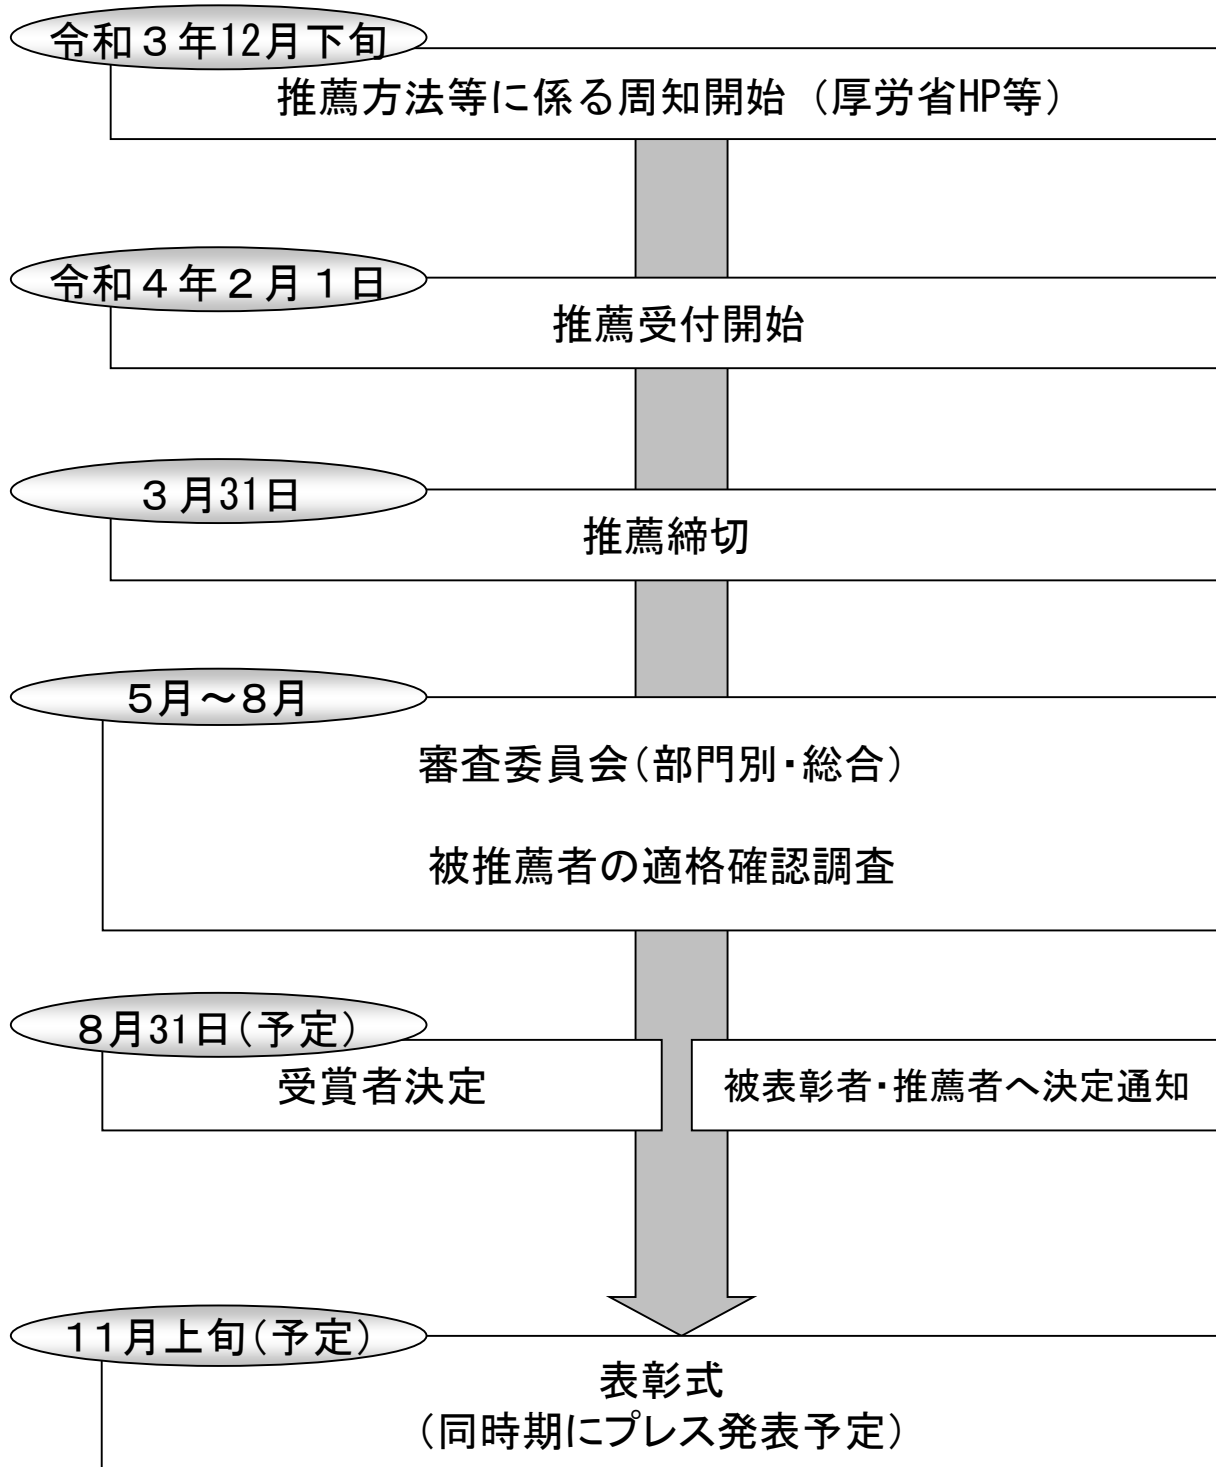 令和３年12月下旬
推薦方法等に係る周知開始（厚労省HP等）
令和４年２月１日
推薦受付開始
３月31日
推薦締切
５月～８月
審査委員会（部門別・総合）
被推薦者の適格確認調査
８月31日（予定）
受賞者決定
被表彰者・推薦者へ決定通知
１１月上旬（予定）
表彰式
（同時期にプレス発表予定）